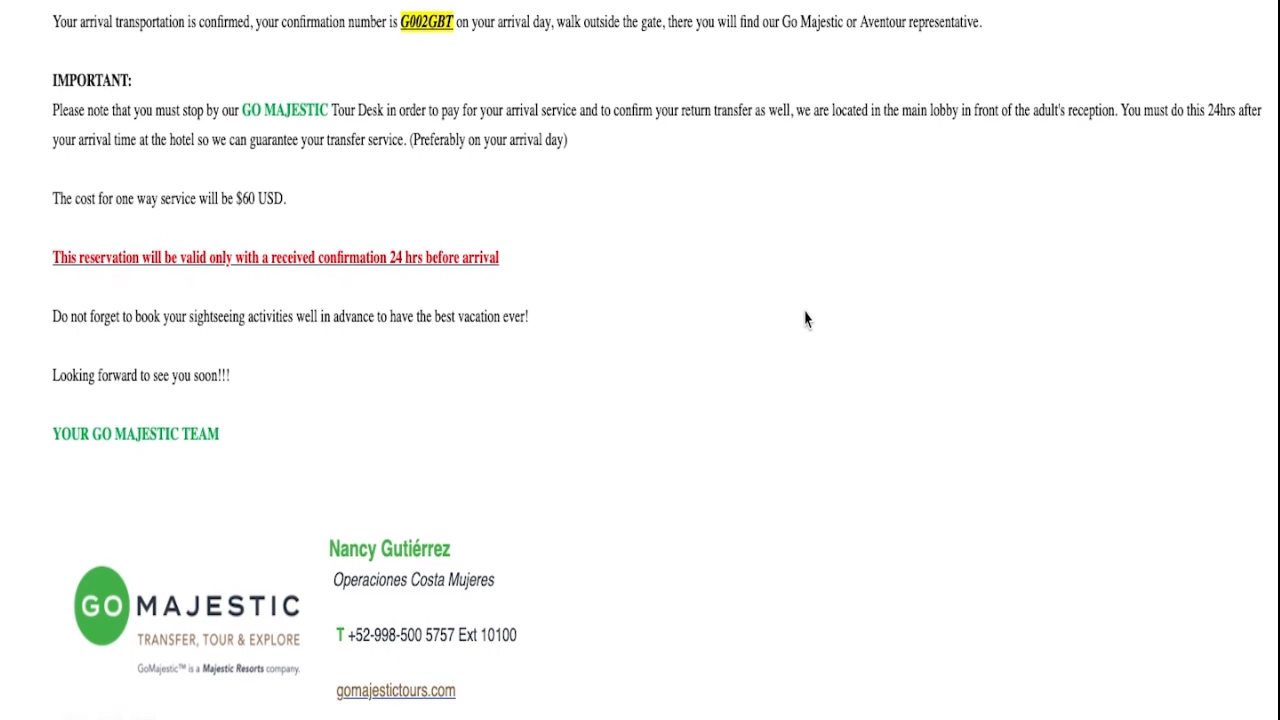 Your arrival transportation is confirmed, your confirmation number is G002GBT on your arrival day, walk outside the gate, there you will find our Go Majestic or Aventour representative.
IMPORTANT:
Please note that you must stop by our GO MAJESTIC Tour Desk in order to pay for your arrival service and to confirm your return transfer as well, we are located in the main lobby in front of the adult's reception. You must do this 24hrs after
your arrival time at the hotel so we can guarantee your transfer service. (Preferably on your arrival day)
The cost for one way service will be $60 USD.
This reservation will be valid only with a received confirmation 24 hrs before arrival
Do not forget to book your sightseeing activities well in advance to have the best vacation ever!
Looking forward to see you soon!!!
YOUR GO MAJESTIC TEAM
GO MAJESTIC
TRANSFER, TOUR & EXPLORE
GoMajestic™ is a Majestic Resorts company.
Nancy Gutiérrez
Operaciones Costa Mujeres
T +52-998-500 5757 Ext 10100
gomajestictours.com